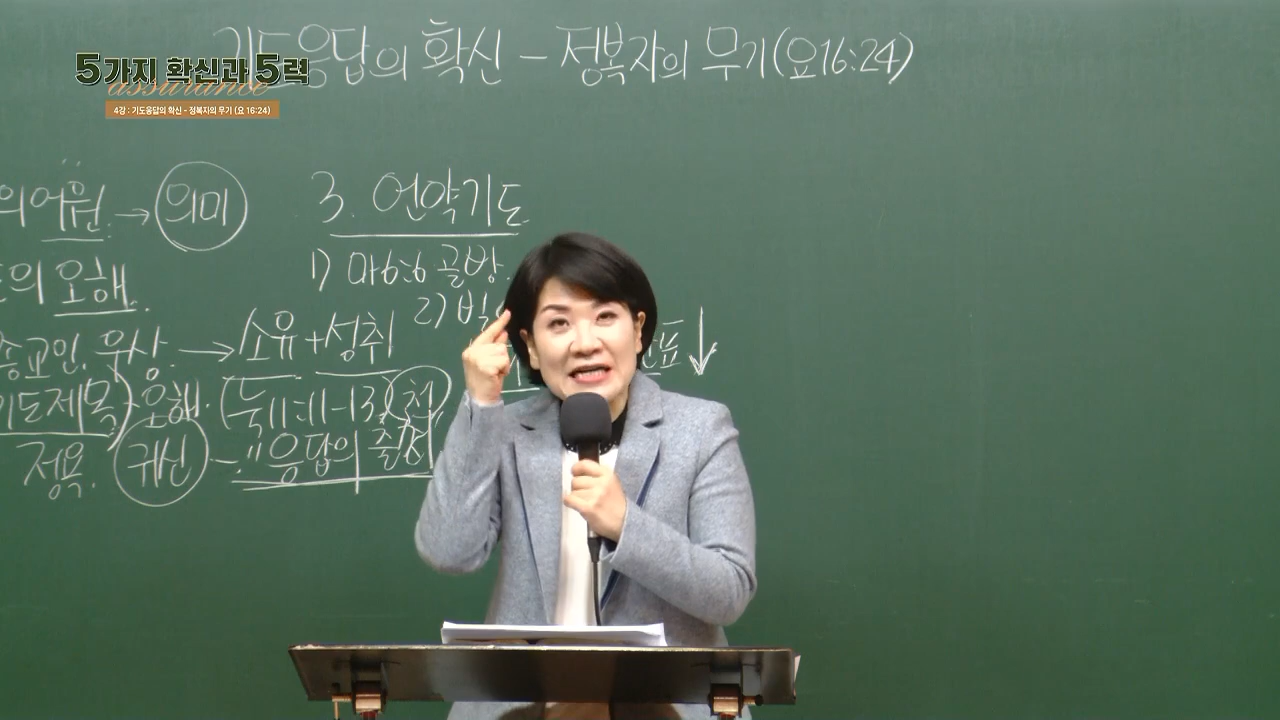 기도응답의 확신 - 정복자의 무기(요16:24)
5가지 확신과 5력
assurance
4강 : 기도응답의 확신 - 정복자의 무기 (요 16:24)
의 어원 → 의미
의 오해.
종교인, 우상 → 소유+성취
기도제목) 오해. (눅11:11-13)
정욕. 귀신 - "응답의 줄
3. 언약기도
1) 마6:6 골방.
2)